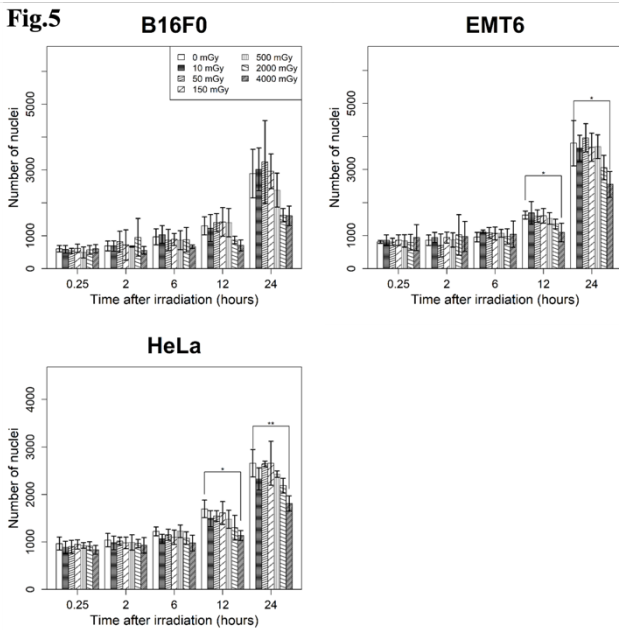 Fig.5
B16F0
Number of nuclei
5000
3000
1000
0
0 mGy
10 mGy
50 mGy
150 mGy
500 mGy
2000 mGy
4000 mGy
0.25 2 6 12 24
Time after irradiation (hours)
EMT6
Number of nuclei
5000
3000
1000
0
*
*
0.25 2 6 12 24
Time after irradiation (hours)
HeLa
Number of nuclei
4000
3000
2000
1000
0
*
**
0.25 2 6 12 24
Time after irradiation (hours)